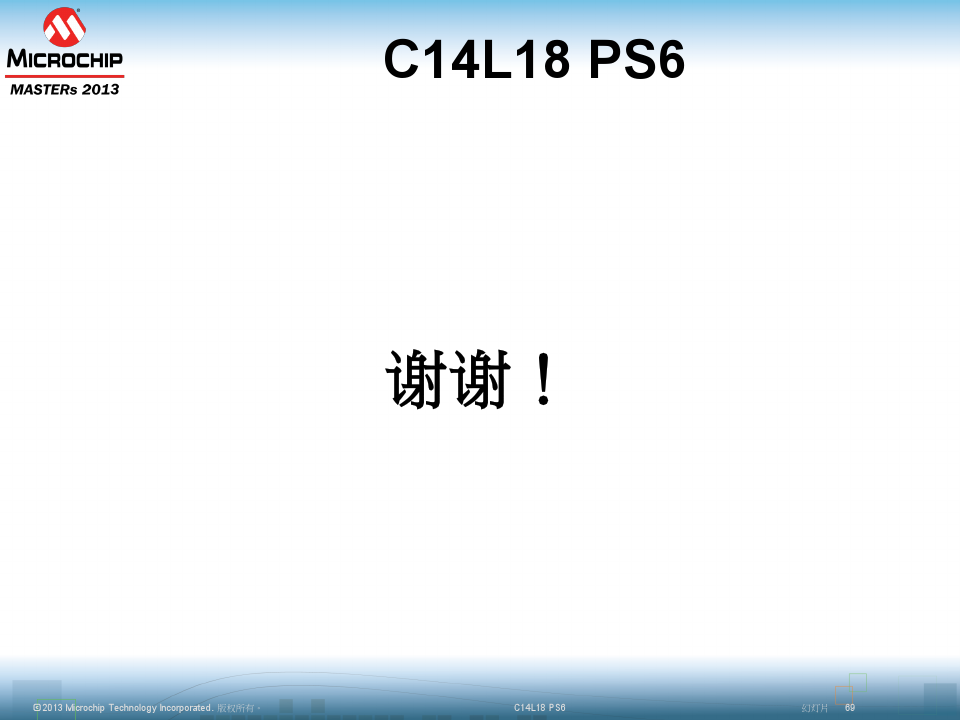 MICROCHIP
MASTERs 2013
C14L18 PS6
谢谢！
©2013 Microchip Technology Incorporated. 版权所有。
C14L18 PS6
幻灯片 69